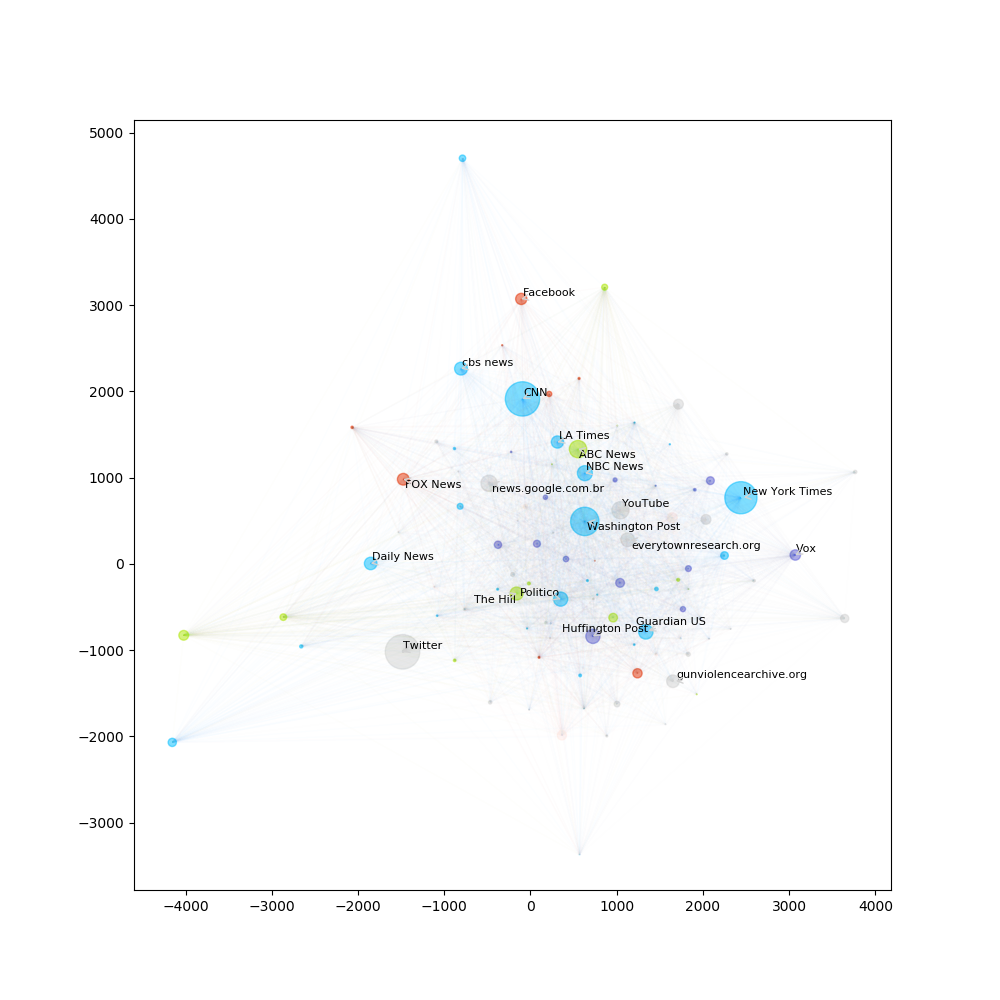 5000
4000
3000
2000
1000
0
−1000
−2000
−3000
Facebook
cbs news
CNN
LA Times
ABC News
NBC News
FOX News
news.google.com.br
New York Times
YouTube
Washington Post
everytownresearch.org
Vox
Daily News
Politico
The Hill
Guardian US
Huffington Post
Twitter
gunviolencearchive.org
−4000 −3000 −2000 −1000 0 1000 2000 3000 4000